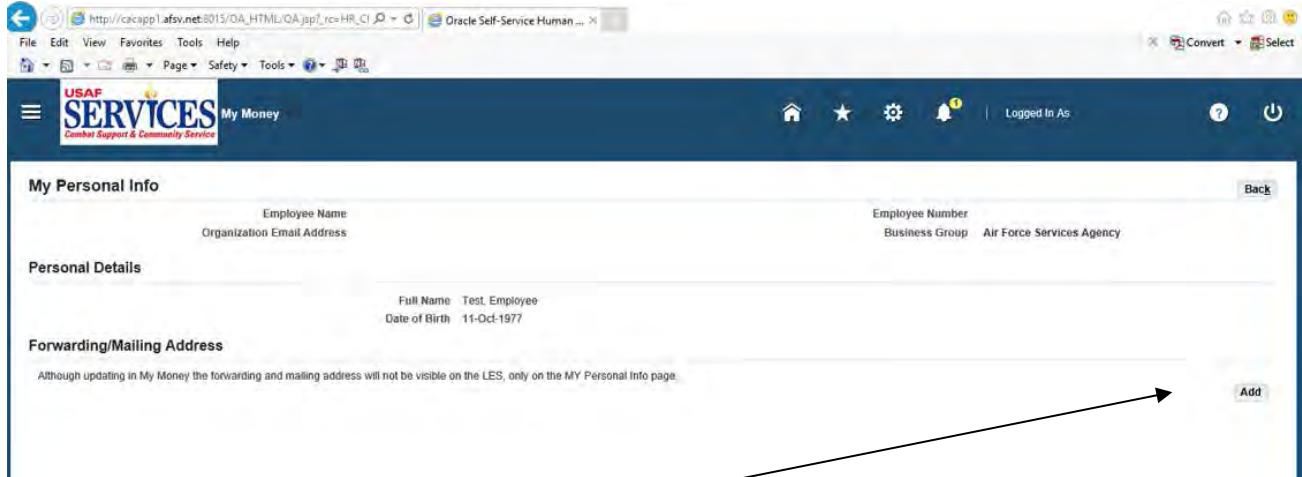 http://cacapp1.afsv.net:8015/OA_HTML/OA.jsp?_rc=HR_CI
Oracle Self-Service Human ...
File Edit View Favorites Tools Help
Convert Select
Page Safety Tools
USAF
SERVICES
Combat Support & Community Service
My Money
1
Logged In As
?
My Personal Info
Back
Employee Name
Employee Number
Organization Email Address
Business Group Air Force Services Agency
Personal Details
Full Name Test, Employee
Date of Birth 11-Oct-1977
Forwarding/Mailing Address
Although updating in My Money the forwarding and mailing address will not be visible on the LES, only on the MY Personal Info page.
Add